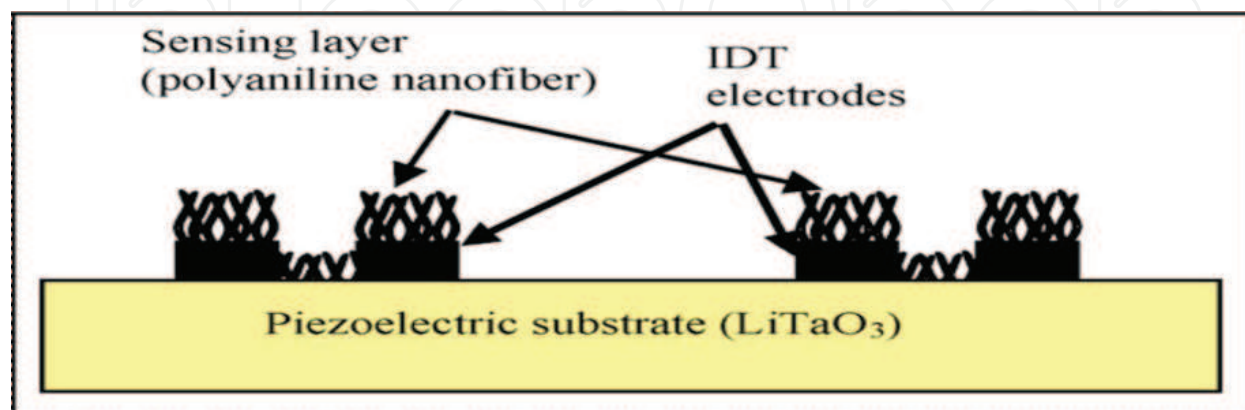 Sensing layer
(polyaniline nanofiber)
IDT
electrodes
Piezoelectric substrate (LiTaO₃)